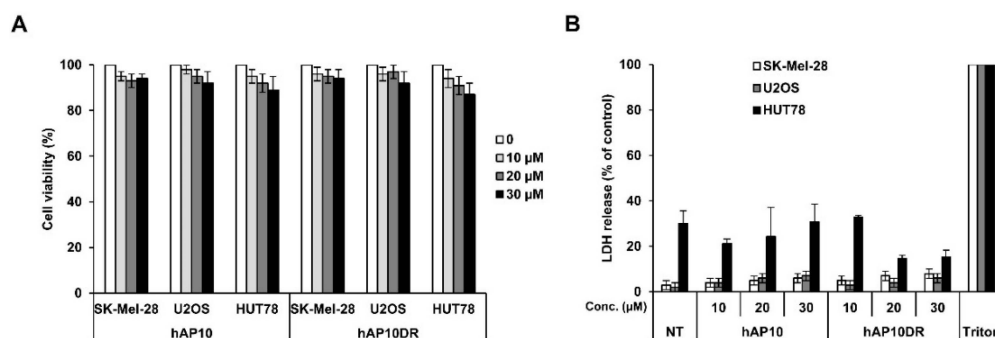 A
Cell viability (%)
100
80
60
40
20
0
SK-Mel-28 U2OS HUT78 SK-Mel-28 U2OS HUT78
hAP10 hAP10DR
0
10 µM
20 µM
30 µM
B
LDH release (% of control)
100
80
60
40
20
0
SK-Mel-28
U2OS
HUT78
Conc. (µM) 10 20 30 10 20 30
NT hAP10 hAP10DR Triton